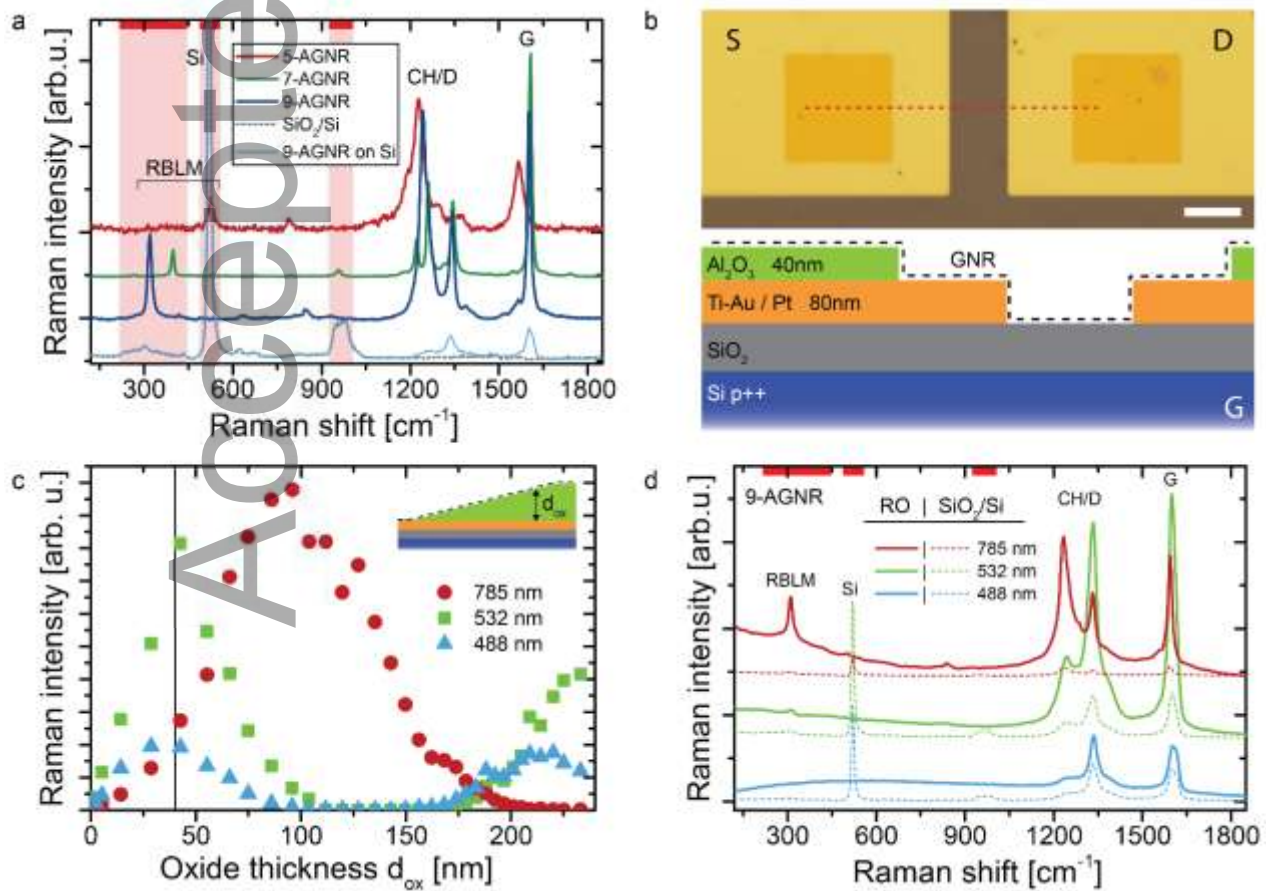 a
Raman intensity [arb.u.]
Si
5-AGNR
7-AGNR
9-AGNR
SiO₂/Si
9-AGNR on Si
RBLM
CH/D
G
300 600 900 1200 1500 1800
Raman shift [cm⁻¹]
Accepte
b
S
D
GNR
Al₂O₃ 40nm
Ti-Au / Pt 80nm
SiO₂
Si p++
G
c
Raman intensity [arb. u.]
dₒₓ
785 nm
532 nm
488 nm
0 50 100 150 200
Oxide thickness dₒₓ [nm]
d
Raman intensity [arb.u.]
9-AGNR
RO | SiO₂/Si
785 nm
532 nm
488 nm
RBLM
Si
CH/D
G
300 600 900 1200 1500 1800
Raman shift [cm⁻¹]